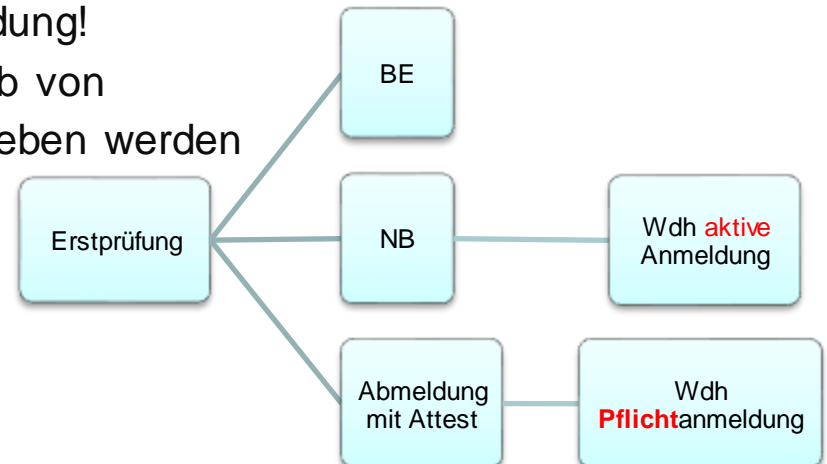 dung!
b von
eben werden
BE
Erstprüfung
NB
Wdh aktive
Anmeldung
Abmeldung
mit Attest
Wdh
Pflichtanmeldung